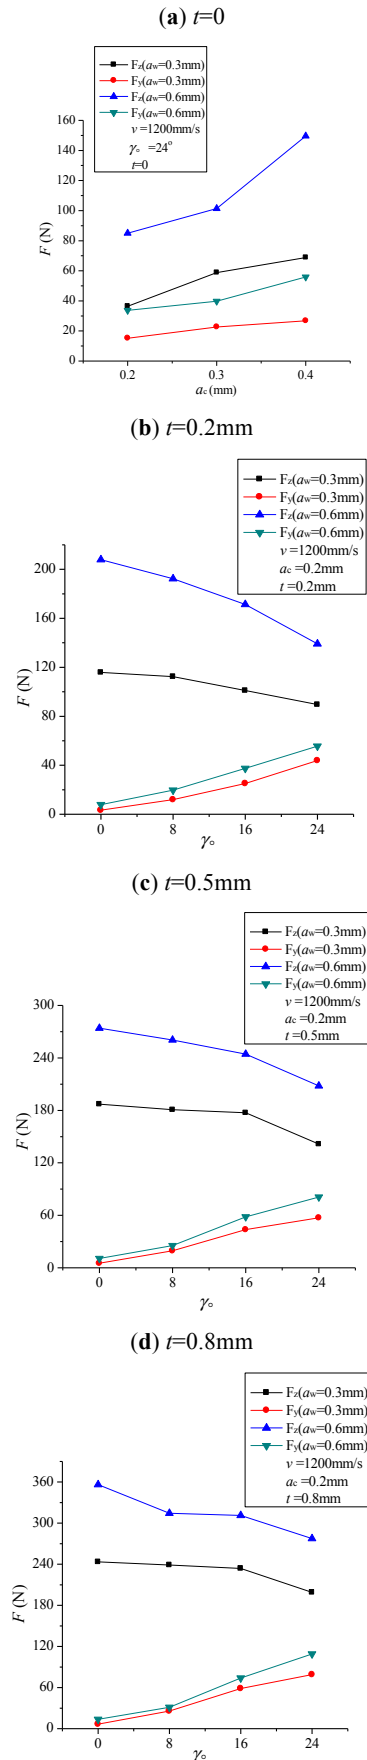 (a) t=0
Fz(aw=0.3mm)
Fy(aw=0.3mm)
Fz(aw=0.6mm)
Fy(aw=0.6mm)
v =1200mm/s
γo =24°
t=0
160
140
120
100
80
60
40
20
0
F (N)
0.2 0.3 0.4
ac(mm)
(b) t=0.2mm
Fz(aw=0.3mm)
Fy(aw=0.3mm)
Fz(aw=0.6mm)
Fy(aw=0.6mm)
v =1200mm/s
ac =0.2mm
t =0.2mm
200
160
120
80
40
0
F (N)
0 8 16 24
γo
(c) t=0.5mm
Fz(aw=0.3mm)
Fy(aw=0.3mm)
Fz(aw=0.6mm)
Fy(aw=0.6mm)
v =1200mm/s
ac =0.2mm
t =0.5mm
300
240
180
120
60
0
F (N)
0 8 16 24
γo
(d) t=0.8mm
Fz(aw=0.3mm)
Fy(aw=0.3mm)
Fz(aw=0.6mm)
Fy(aw=0.6mm)
v =1200mm/s
ac =0.2mm
t =0.8mm
360
300
240
180
120
60
0
F (N)
0 8 16 24
γo